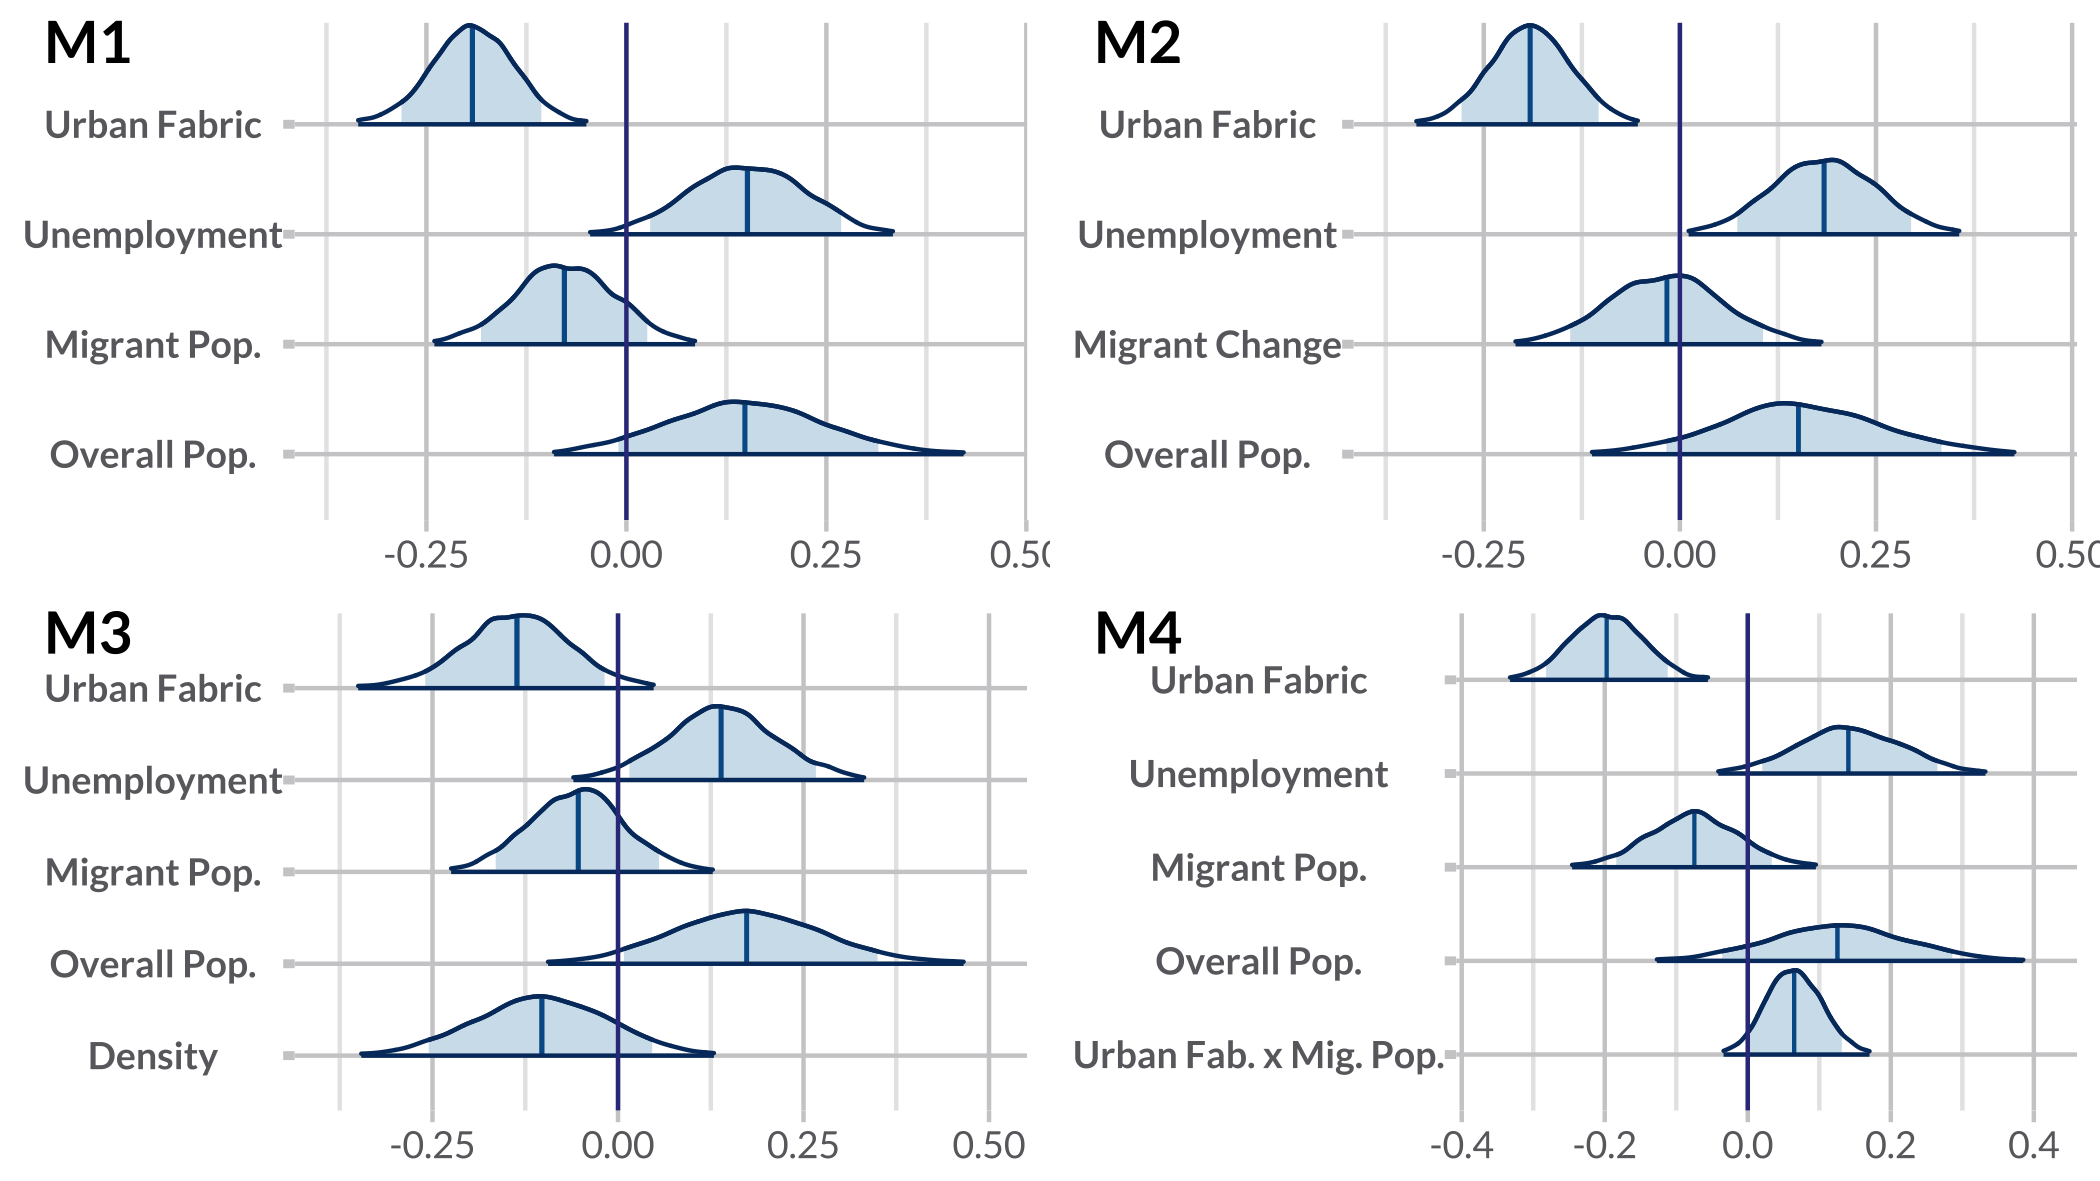 M1
Urban Fabric
Unemployment
Migrant Pop.
Overall Pop.
-0.25 0.00 0.25 0.50
M2
Urban Fabric
Unemployment
Migrant Change
Overall Pop.
-0.25 0.00 0.25 0.50
M3
Urban Fabric
Unemployment
Migrant Pop.
Overall Pop.
Density
-0.25 0.00 0.25 0.50
M4
Urban Fabric
Unemployment
Migrant Pop.
Overall Pop.
Urban Fab. x Mig. Pop.
-0.4 -0.2 0.0 0.2 0.4